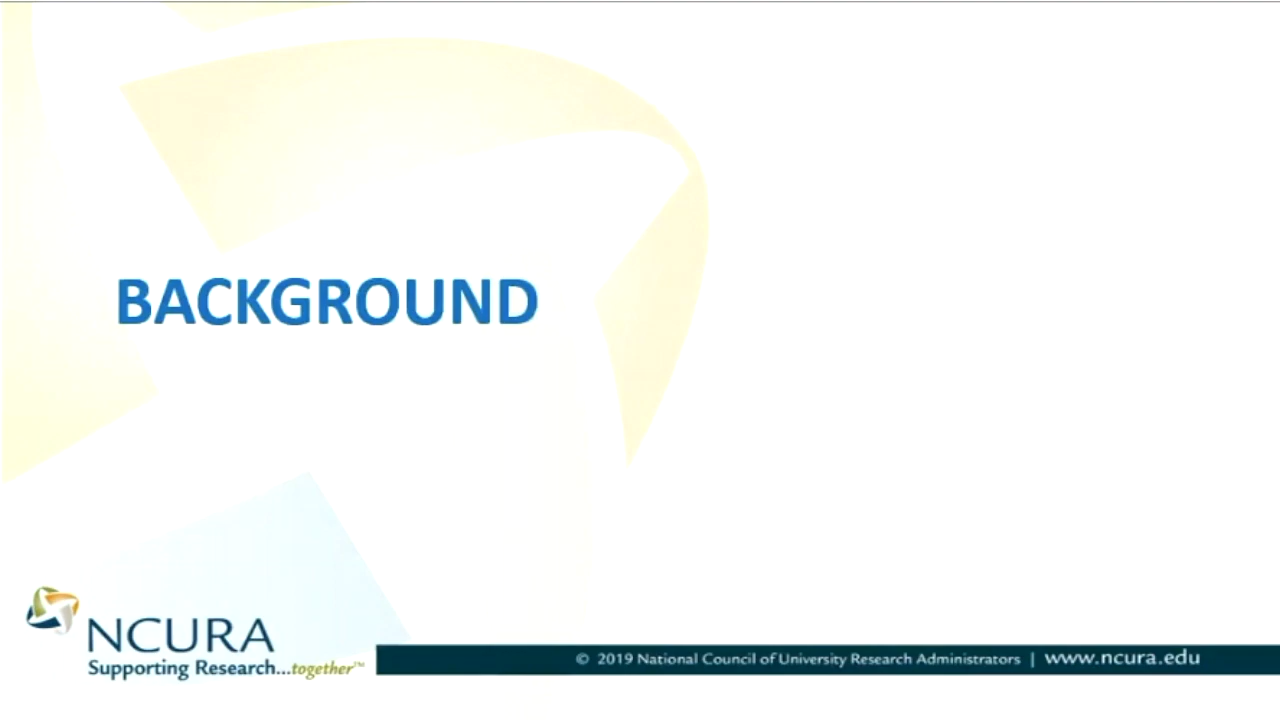 BACKGROUND
NCURA
Supporting Research...together™
© 2019 National Council of University Research Administrators | www.ncura.edu